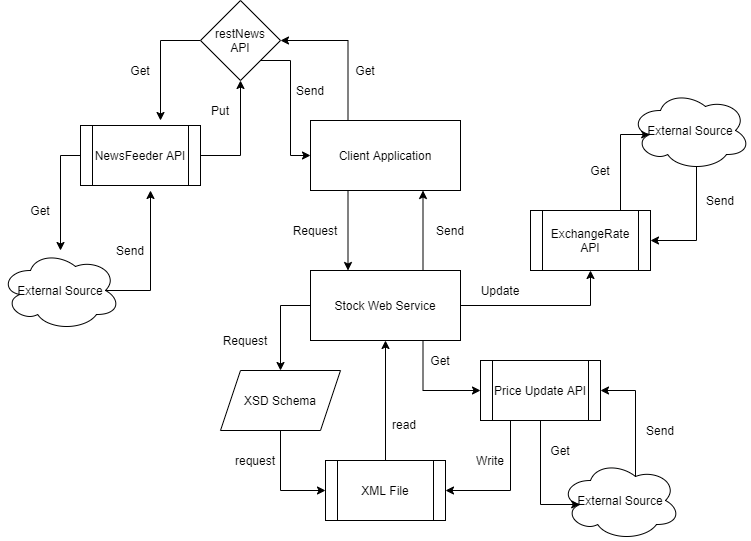 restNews
API
Get
Get
Send
Put
NewsFeeder API
Client Application
External Source
Get
Send
Get
Send
ExchangeRate
API
Request
Send
External Source
Update
Stock Web Service
Request
Get
Price Update API
XSD Schema
read
Send
request
Write
Get
XML File
External Source